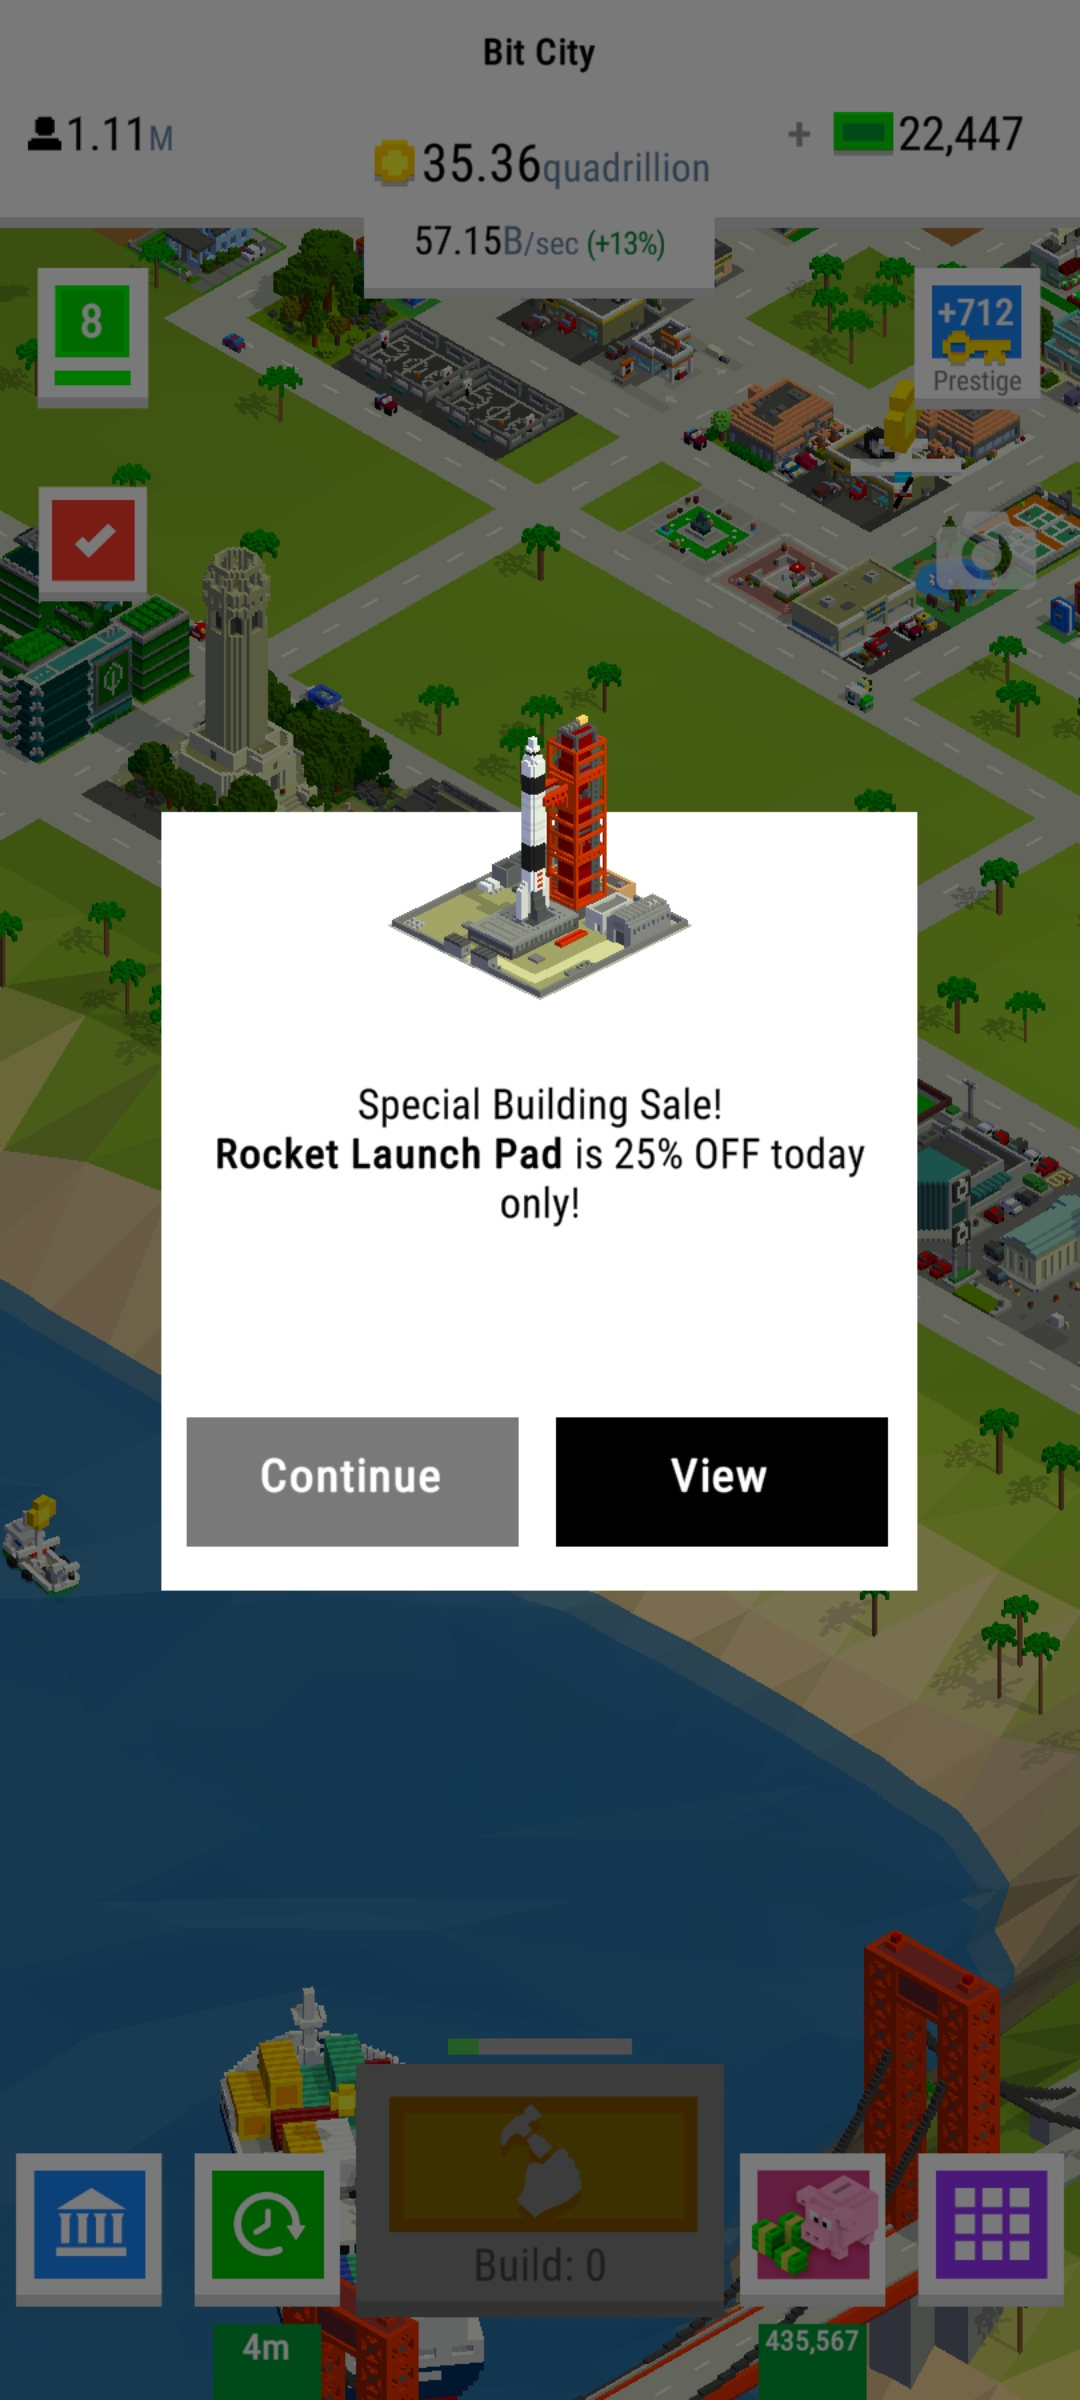 Bit City
1.11M
35.36quadrillion
+ 22,447
57.15B/sec (+13%)
8
+712
Prestige
Special Building Sale!
Rocket Launch Pad is 25% OFF today
only!
Continue
View
Build: 0
4m
435,567